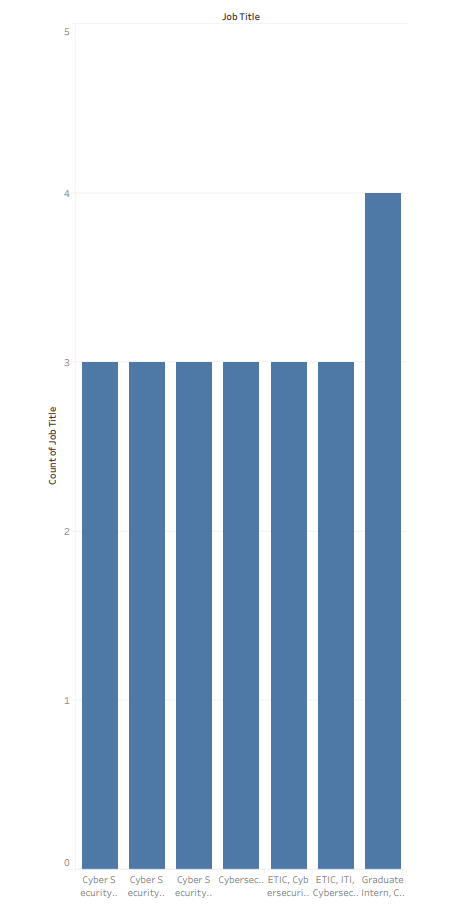 Job Title
5
4
3
2
1
0
Count of Job Title
Cyber S
ecurity..
Cyber S
ecurity..
Cyber S
ecurity..
Cybersec..
ETIC, Cyb
ersecuri..
ETIC, ITI,
Cybersec..
Graduate
Intern, C..